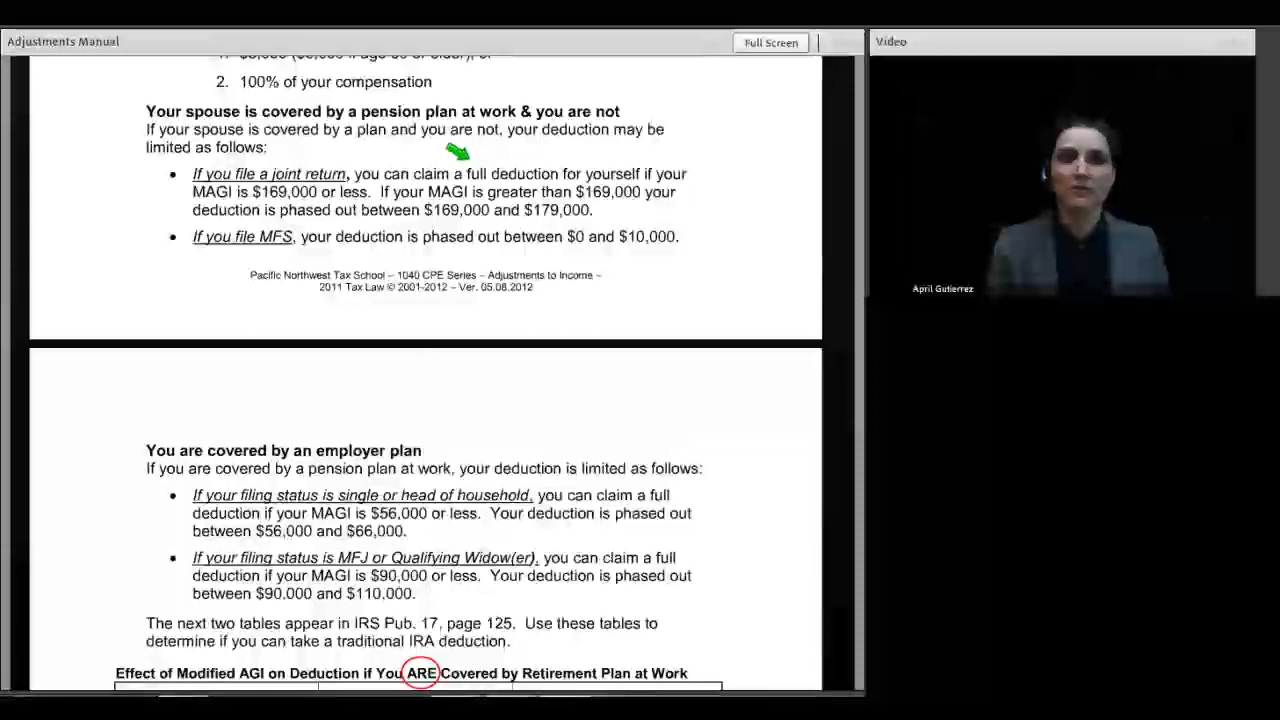 Adjustments Manual
Full Screen
Video
2. 100% of your compensation
Your spouse is covered by a pension plan at work & you are not
If your spouse is covered by a plan and you are not, your deduction may be
limited as follows:
• If you file a joint return, you can claim a full deduction for yourself if your
MAGI is $169,000 or less. If your MAGI is greater than $169,000 your
deduction is phased out between $169,000 and $179,000.
• If you file MFS, your deduction is phased out between $0 and $10,000.
Pacific Northwest Tax School – 1040 CPE Series – Adjustments to Income –
2011 Tax Law © 2001-2012 – Ver. 05.08.2012
You are covered by an employer plan
If you are covered by a pension plan at work, your deduction is limited as follows:
• If your filing status is single or head of household, you can claim a full
deduction if your MAGI is $56,000 or less. Your deduction is phased out
between $56,000 and $66,000.
• If your filing status is MFJ or Qualifying Widow(er), you can claim a full
deduction if your MAGI is $90,000 or less. Your deduction is phased out
between $90,000 and $110,000.
The next two tables appear in IRS Pub. 17, page 125. Use these tables to
determine if you can take a traditional IRA deduction.
Effect of Modified AGI on Deduction if You ARE Covered by Retirement Plan at Work
April Gutierrez